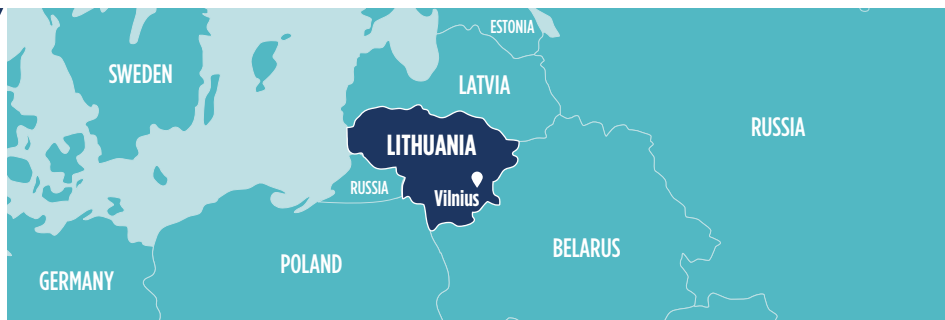 ESTONIA
SWEDEN
LATVIA
RUSSIA
LITHUANIA
RUSSIA
Vilnius
BELARUS
POLAND
GERMANY